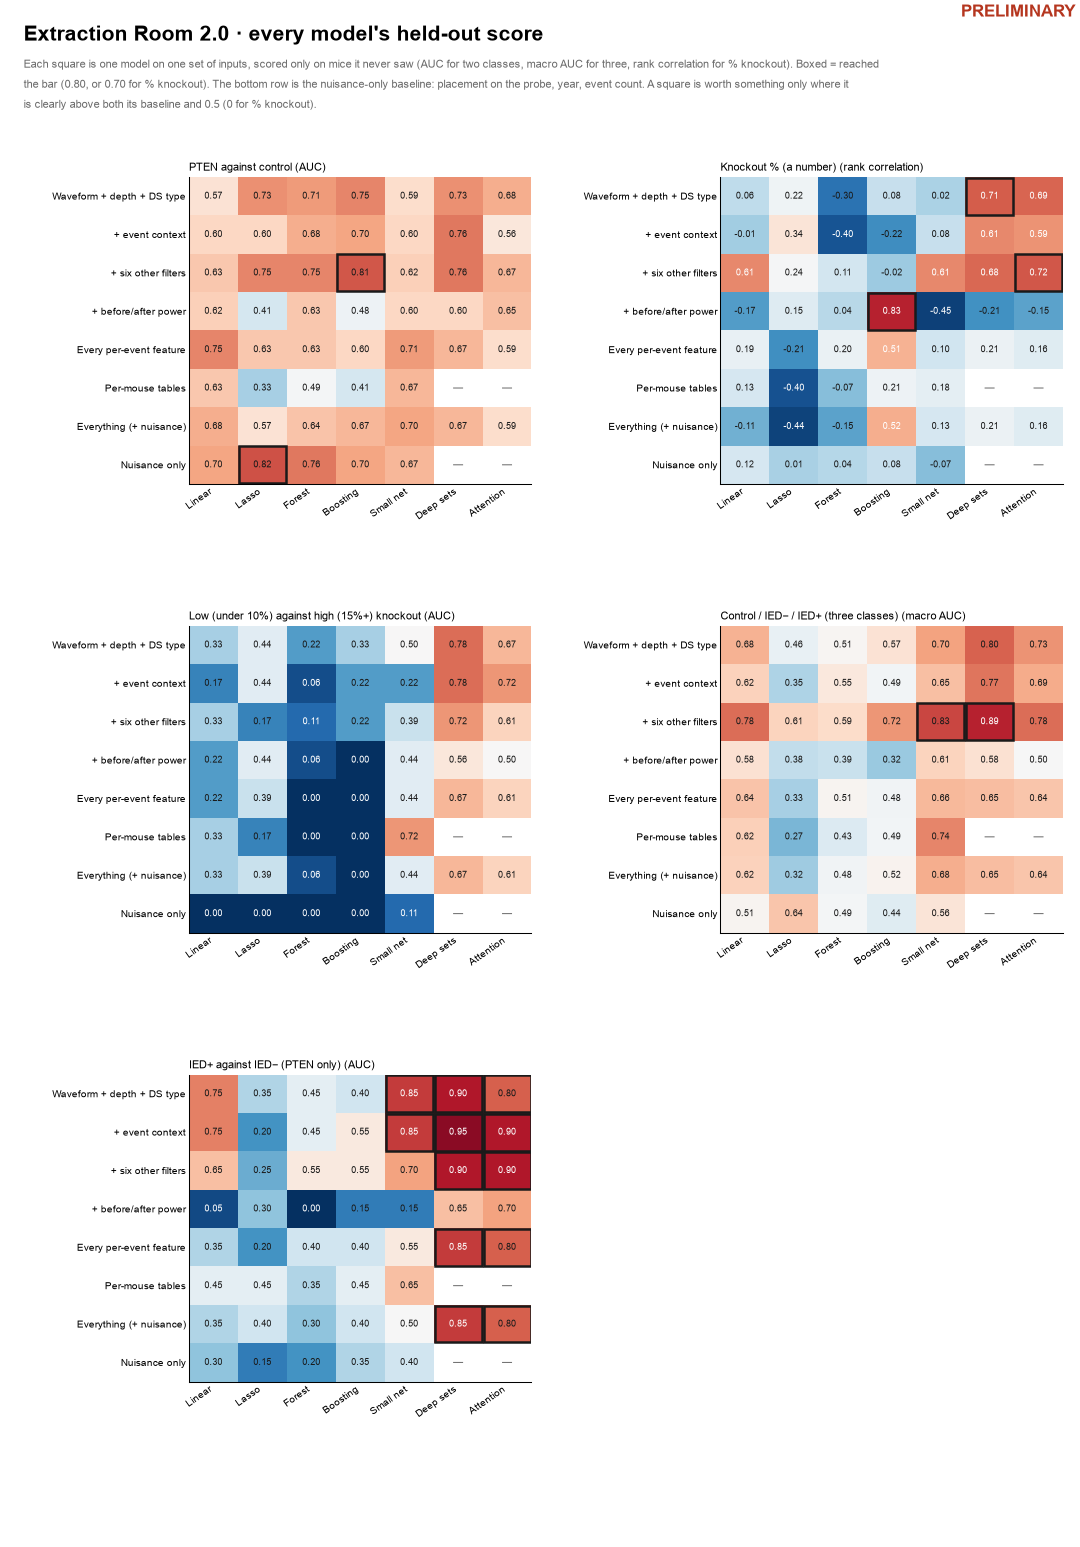 PRELIMINARY
Extraction Room 2.0 · every model's held-out score
Each square is one model on one set of inputs, scored only on mice it never saw (AUC for two classes, macro AUC for three, rank correlation for % knockout). Boxed = reached
the bar (0.80, or 0.70 for % knockout). The bottom row is the nuisance-only baseline: placement on the probe, year, event count. A square is worth something only where it
is clearly above both its baseline and 0.5 (0 for % knockout).
PTEN against control (AUC)
Waveform + depth + DS type 0.57 0.73 0.71 0.75 0.59 0.73 0.68
+ event context 0.60 0.60 0.68 0.70 0.60 0.76 0.56
+ six other filters 0.63 0.75 0.75 0.81 0.62 0.76 0.67
+ before/after power 0.62 0.41 0.63 0.48 0.60 0.60 0.65
Every per-event feature 0.75 0.63 0.63 0.60 0.71 0.67 0.59
Per-mouse tables 0.63 0.33 0.49 0.41 0.67 — —
Everything (+ nuisance) 0.68 0.57 0.64 0.67 0.70 0.67 0.59
Nuisance only 0.70 0.82 0.76 0.70 0.67 — —
Linear Lasso Forest Boosting Small net Deep sets Attention
Knockout % (a number) (rank correlation)
Waveform + depth + DS type 0.06 0.22 -0.30 0.08 0.02 0.71 0.69
+ event context -0.01 0.34 -0.40 -0.22 0.08 0.61 0.59
+ six other filters 0.61 0.24 0.11 -0.02 0.61 0.68 0.72
+ before/after power -0.17 0.15 0.04 0.83 -0.45 -0.21 -0.15
Every per-event feature 0.19 -0.21 0.20 0.51 0.10 0.21 0.16
Per-mouse tables 0.13 -0.40 -0.07 0.21 0.18 — —
Everything (+ nuisance) -0.11 -0.44 -0.15 0.52 0.13 0.21 0.16
Nuisance only 0.12 0.01 0.04 0.08 -0.07 — —
Linear Lasso Forest Boosting Small net Deep sets Attention
Low (under 10%) against high (15%+) knockout (AUC)
Waveform + depth + DS type 0.33 0.44 0.22 0.33 0.50 0.78 0.67
+ event context 0.17 0.44 0.06 0.22 0.22 0.78 0.72
+ six other filters 0.33 0.17 0.11 0.22 0.39 0.72 0.61
+ before/after power 0.22 0.44 0.06 0.00 0.44 0.56 0.50
Every per-event feature 0.22 0.39 0.00 0.00 0.44 0.67 0.61
Per-mouse tables 0.33 0.17 0.00 0.00 0.72 — —
Everything (+ nuisance) 0.33 0.39 0.06 0.00 0.44 0.67 0.61
Nuisance only 0.00 0.00 0.00 0.00 0.11 — —
Linear Lasso Forest Boosting Small net Deep sets Attention
Control / IED− / IED+ (three classes) (macro AUC)
Waveform + depth + DS type 0.68 0.46 0.51 0.57 0.70 0.80 0.73
+ event context 0.62 0.35 0.55 0.49 0.65 0.77 0.69
+ six other filters 0.78 0.61 0.59 0.72 0.83 0.89 0.78
+ before/after power 0.58 0.38 0.39 0.32 0.61 0.58 0.50
Every per-event feature 0.64 0.33 0.51 0.48 0.66 0.65 0.64
Per-mouse tables 0.62 0.27 0.43 0.49 0.74 — —
Everything (+ nuisance) 0.62 0.32 0.48 0.52 0.68 0.65 0.64
Nuisance only 0.51 0.64 0.49 0.44 0.56 — —
Linear Lasso Forest Boosting Small net Deep sets Attention
IED+ against IED− (PTEN only) (AUC)
Waveform + depth + DS type 0.75 0.35 0.45 0.40 0.85 0.90 0.80
+ event context 0.75 0.20 0.45 0.55 0.85 0.95 0.90
+ six other filters 0.65 0.25 0.55 0.55 0.70 0.90 0.90
+ before/after power 0.05 0.30 0.00 0.15 0.15 0.65 0.70
Every per-event feature 0.35 0.20 0.40 0.40 0.55 0.85 0.80
Per-mouse tables 0.45 0.45 0.35 0.45 0.65 — —
Everything (+ nuisance) 0.35 0.40 0.30 0.40 0.50 0.85 0.80
Nuisance only 0.30 0.15 0.20 0.35 0.40 — —
Linear Lasso Forest Boosting Small net Deep sets Attention